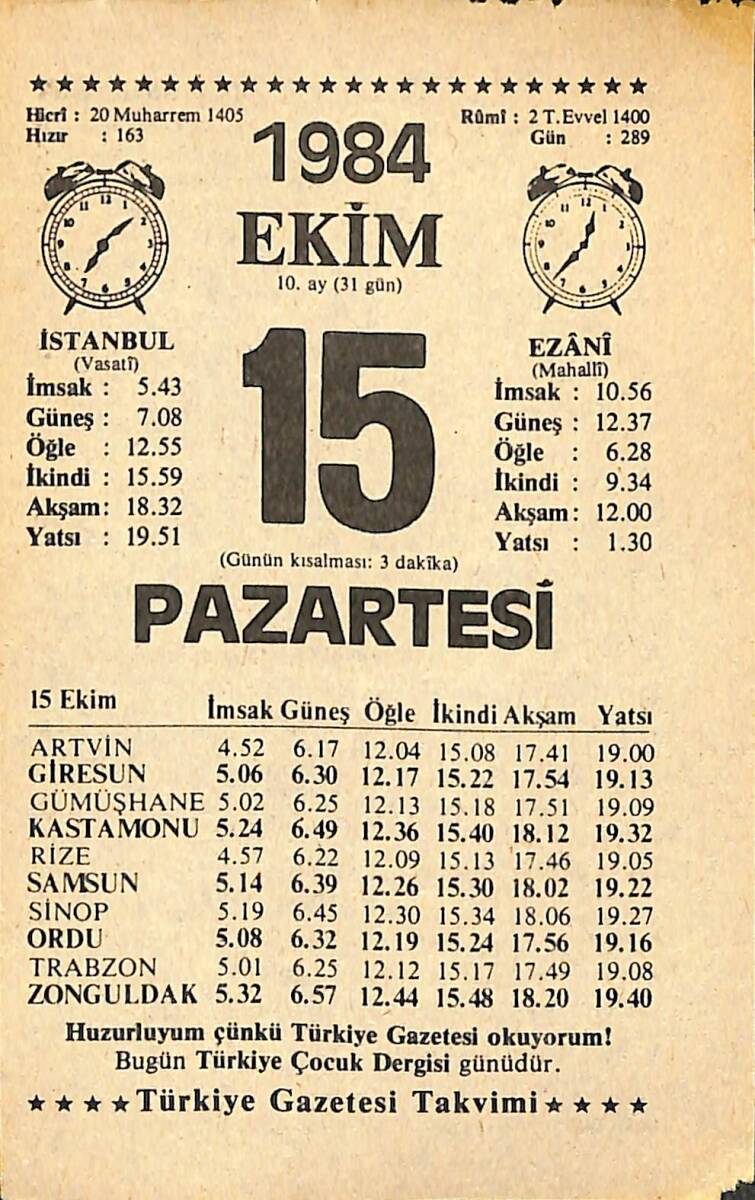 Hicrî : 20 Muharrem 1405
Hızır : 163
Rûmî : 2 T.Evvel 1400
Gün : 289
1984
EKİM
10. ay (31 gün)
15
(Günün kısalması: 3 dakîka)
PAZARTESİ
İSTANBUL
(Vasatî)
İmsak : 5.43
Güneş : 7.08
Öğle : 12.55
İkindi : 15.59
Akşam: 18.32
Yatsı : 19.51
EZÂNÎ
(Mahallî)
İmsak : 10.56
Güneş : 12.37
Öğle : 6.28
İkindi : 9.34
Akşam: 12.00
Yatsı : 1.30
15 Ekim İmsak Güneş Öğle İkindi Akşam Yatsı
ARTVİN 4.52 6.17 12.04 15.08 17.41 19.00
GİRESUN 5.06 6.30 12.17 15.22 17.54 19.13
GÜMÜŞHANE 5.02 6.25 12.13 15.18 17.51 19.09
KASTAMONU 5.24 6.49 12.36 15.40 18.12 19.32
RİZE 4.57 6.22 12.09 15.13 17.46 19.05
SAMSUN 5.14 6.39 12.26 15.30 18.02 19.22
SİNOP 5.19 6.45 12.30 15.34 18.06 19.27
ORDU 5.08 6.32 12.19 15.24 17.56 19.16
TRABZON 5.01 6.25 12.12 15.17 17.49 19.08
ZONGULDAK 5.32 6.57 12.44 15.48 18.20 19.40
Huzurluyum çünkü Türkiye Gazetesi okuyorum!
Bugün Türkiye Çocuk Dergisi günüdür.
Türkiye Gazetesi Takvimi